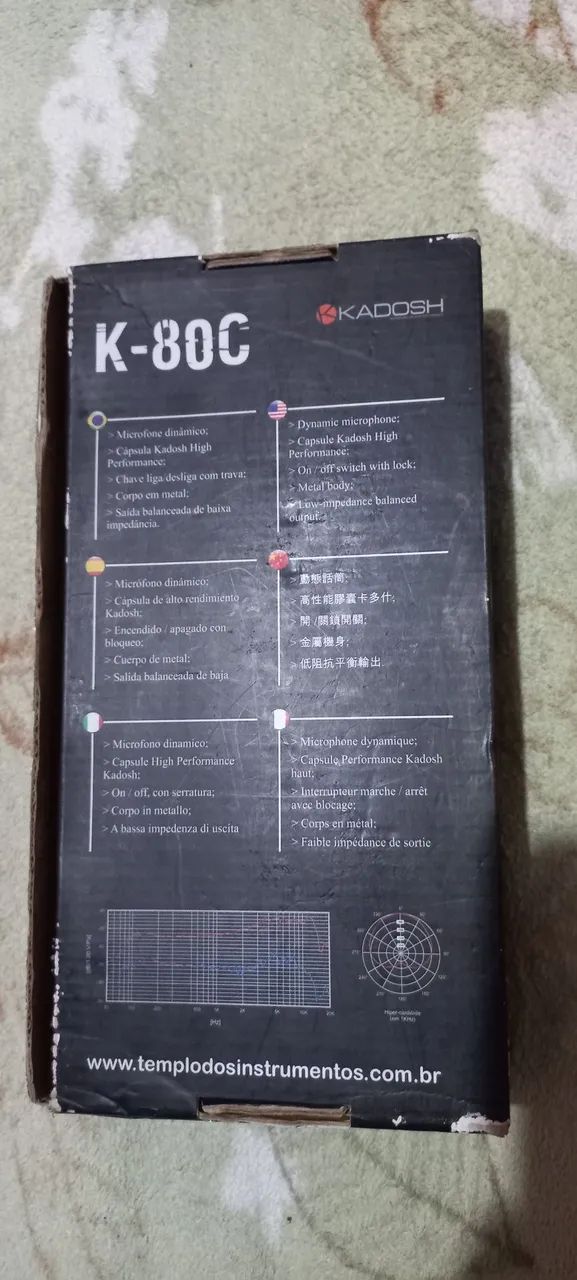 KADOSH
K-80C
> Microfone dinâmico;
> Cápsula Kadosh High
Performance;
> Chave liga/desliga com trava;
> Corpo em metal;
> Saída balanceada de baixa
impedância.
> Dynamic microphone;
> Capsule Kadosh High
Performance;
> On / off switch with lock;
> Metal body;
> Low-impedance balanced
output.
> Micrófono dinámico;
> Cápsula de alto rendimiento
Kadosh;
> Encendido / apagado con
bloqueo;
> Cuerpo de metal;
> Salida balanceada de baja
> 動態話筒;
> 高性能膠囊卡多什;
> 開 /關鎖開關;
> 金屬機身;
> 低阻抗平衡輸出
> Microfono dinamico;
> Capsule High Performance
Kadosh;
> On / off, con serratura;
> Corpo in metallo;
> A bassa impedenza di uscita
> Microphone dynamique;
> Capsule Performance Kadosh
haut;
> Interrupteur marche / arrêt
avec blocage;
> Corps en métal;
> Faible impédance de sortie
[Hz]
Hiper-cardióide
(em 1KHz)
www.templodosinstrumentos.com.br